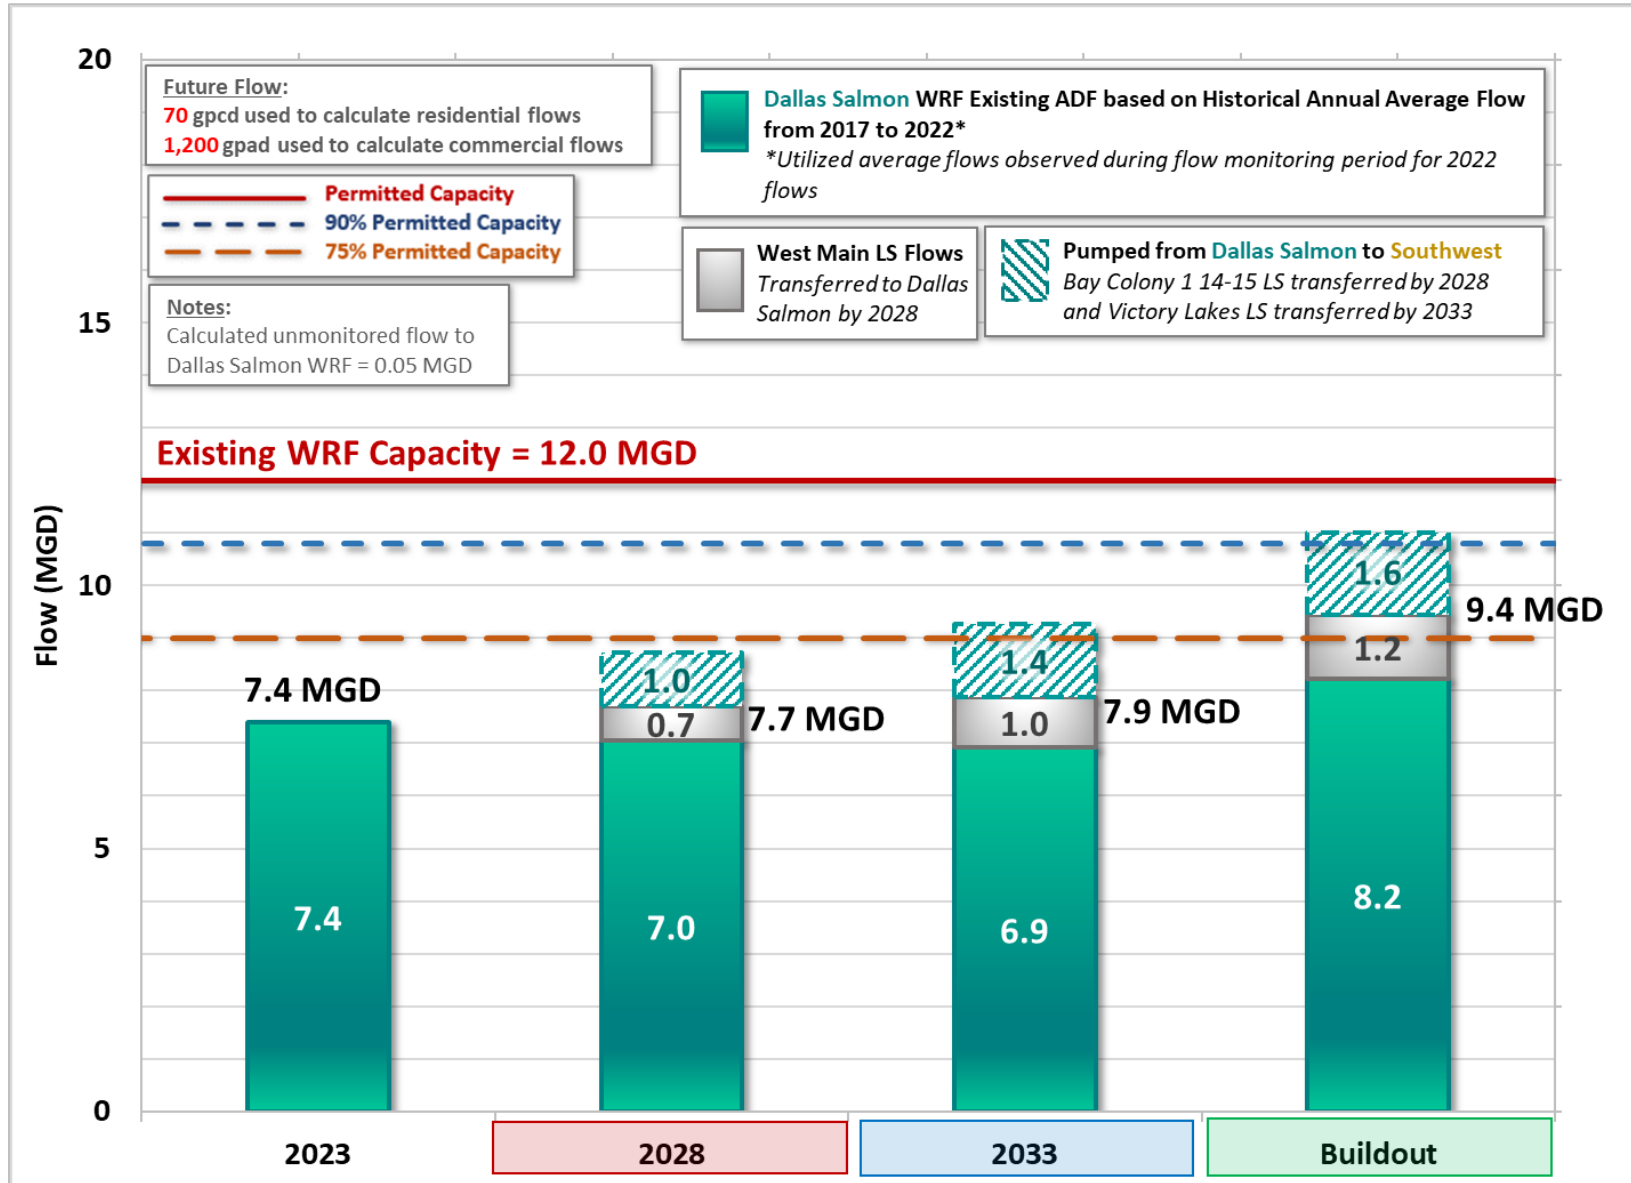 20
Future Flow:
70 gpcd used to calculate residential flows
1,200 gpad used to calculate commercial flows
Permitted Capacity
90% Permitted Capacity
75% Permitted Capacity
Notes:
Calculated unmonitored flow to
Dallas Salmon WRF = 0.05 MGD
Dallas Salmon WRF Existing ADF based on Historical Annual Average Flow
from 2017 to 2022*
*Utilized average flows observed during flow monitoring period for 2022
flows
West Main LS Flows
Transferred to Dallas
Salmon by 2028
Pumped from Dallas Salmon to Southwest
Bay Colony 1 14-15 LS transferred by 2028
and Victory Lakes LS transferred by 2033
15
Existing WRF Capacity = 12.0 MGD
Flow (MGD)
10
5
0
7.4 MGD
7.4
1.0
0.7
7.7 MGD
7.0
1.4
1.0
7.9 MGD
6.9
1.6
9.4 MGD
1.2
8.2
2023
2028
2033
Buildout